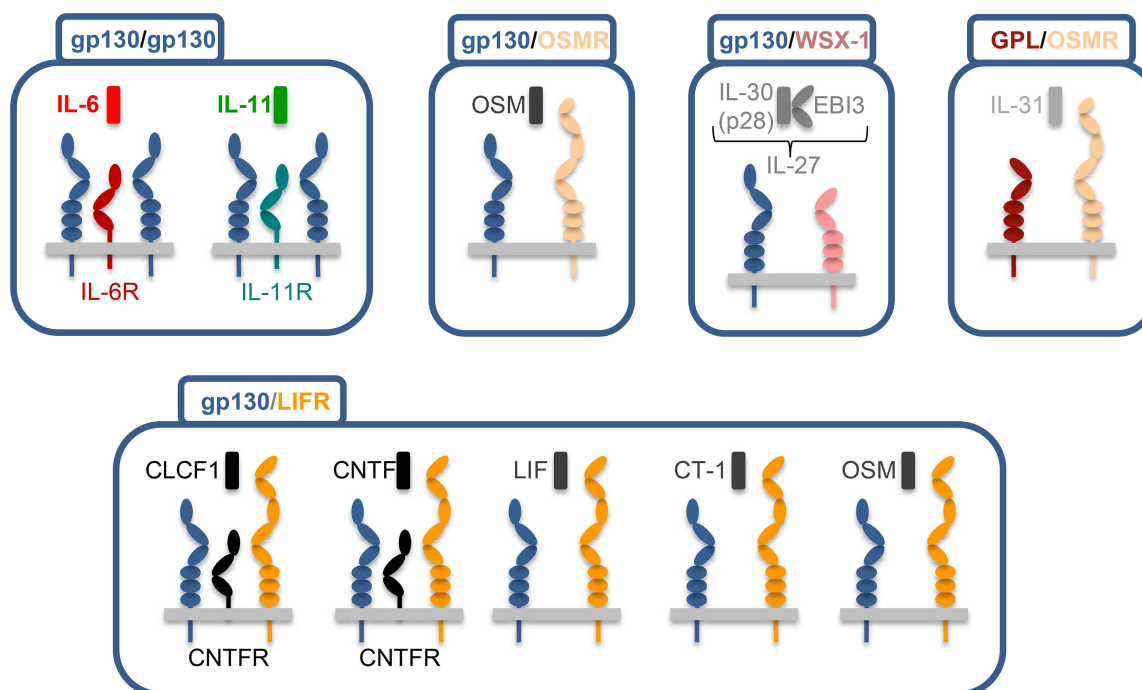 gp130/gp130
IL-6
IL-11
IL-6R
IL-11R
gp130/OSMR
OSM
gp130/WSX-1
IL-30
(p28)
EBI3
IL-27
GPL/OSMR
IL-31
gp130/LIFR
CLCF1
CNTF
LIF
CT-1
OSM
CNTFR
CNTFR